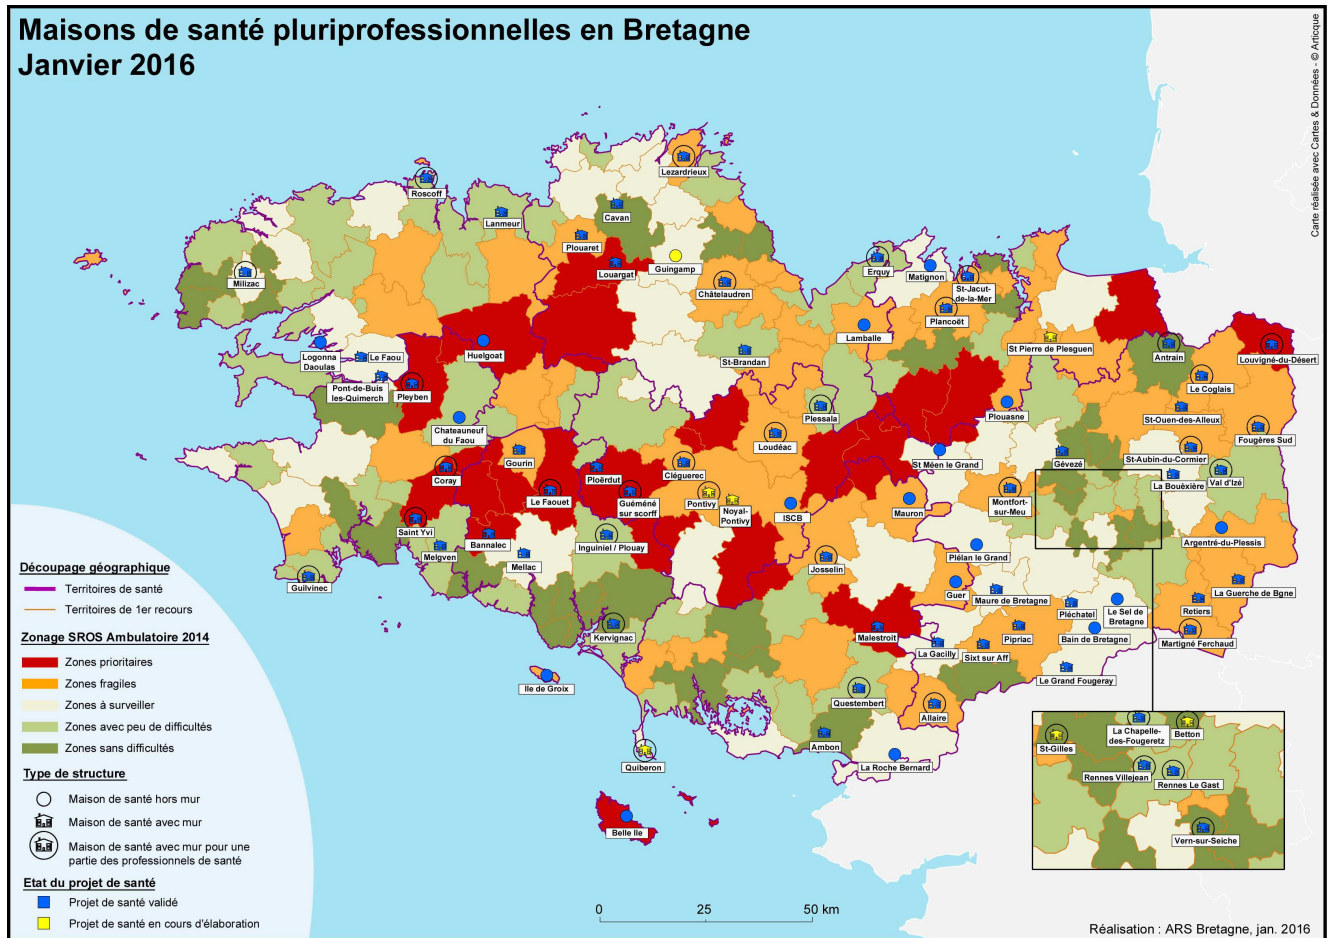 Maisons de santé pluriprofessionnelles en Bretagne
Janvier 2016
Carte réalisée avec Cartes & Données - © Articque
Lezardrieux
Roscoff
Lanmeur
Cavan
Plouaret
Louargat
Guingamp
Milizac
Châtelaudren
Erquy
Matignon
St-Jacut-
de-la-Mer
Plancoët
Lamballe
St Pierre de Plesguen
Antrain
Louvigné-du-Désert
Logonna
Daoulas
Le Faou
Huelgoat
St-Brandan
Pont-de-Buis
les-Quimerch
Pleyben
Le Coglais
Chateauneuf
du Faou
Plessala
Plouasne
St-Ouen-des-Alleux
Fougères Sud
Loudéac
Gourin
St Méen le Grand
Gévezé
St-Aubin-du-Cormier
Coray
Ploërdut
Cléguerec
La Bouëxière
Val d'Izé
Le Faouet
Guéméné
sur scorff
Pontivy
Noyal-
Pontivy
ISCB
Mauron
Montfort-
sur-Meu
Saint Yvi
Bannalec
Inguiniel / Plouay
Argentré-du-Plessis
Melgven
Mellac
Josselin
Plélan le Grand
Guilvinec
Guer
Maure de Bretagne
La Guerche de Bgne
Pléchatel
Le Sel de
Bretagne
Retiers
Kervignac
Malestroit
Pipriac
Bain de Bretagne
Martigné Ferchaud
La Gacilly
Sixt sur Aff
Ile de Groix
Le Grand Fougeray
Questembert
Allaire
Ambon
Quiberon
La Roche Bernard
Belle Ile
St-Gilles
La Chapelle-
des-Fougeretz
Betton
Rennes Villejean
Rennes Le Gast
Vern-sur-Seiche
Découpage géographique
Territoires de santé
Territoires de 1er recours
Zonage SROS Ambulatoire 2014
Zones prioritaires
Zones fragiles
Zones à surveiller
Zones avec peu de difficultés
Zones sans difficultés
Type de structure
Maison de santé hors mur
Maison de santé avec mur
Maison de santé avec mur pour une
partie des professionnels de santé
Etat du projet de santé
Projet de santé validé
Projet de santé en cours d'élaboration
0 25 50 km
Réalisation : ARS Bretagne, jan. 2016